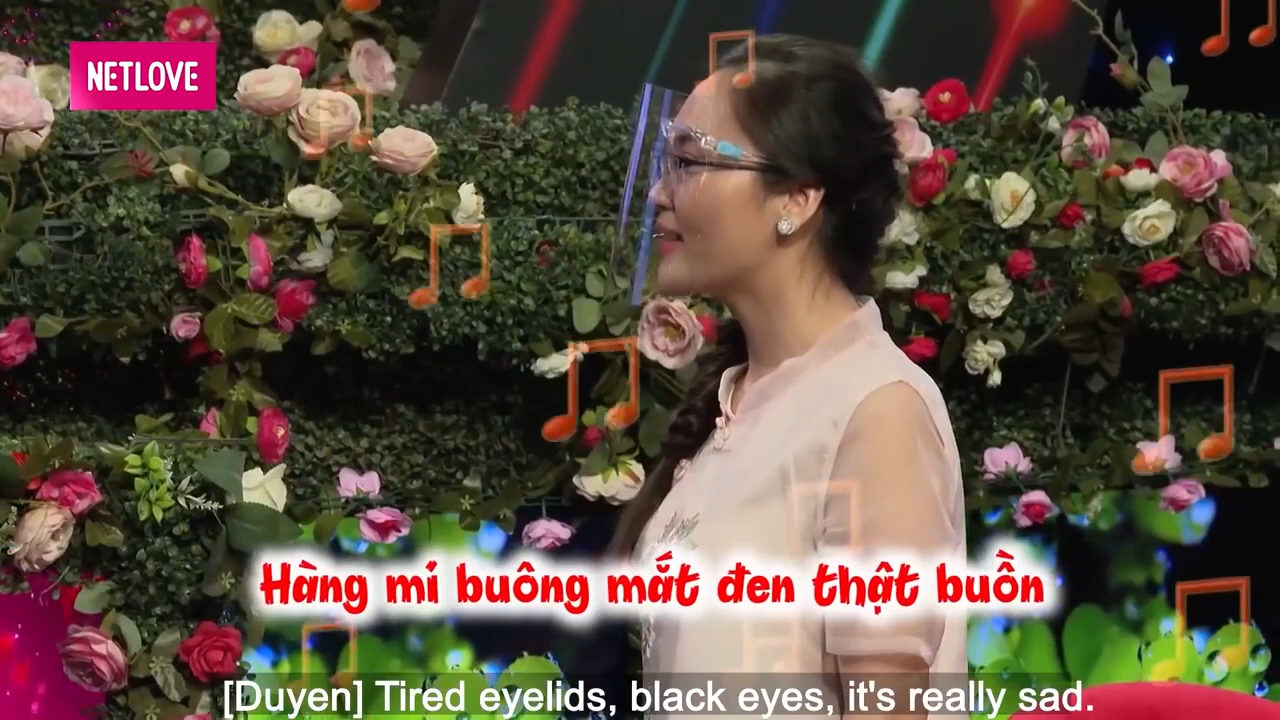 NETLOVE
Hàng mi buông mắt đen thật buồn
[Duyen] Tired eyelids, black eyes, it's really sad.